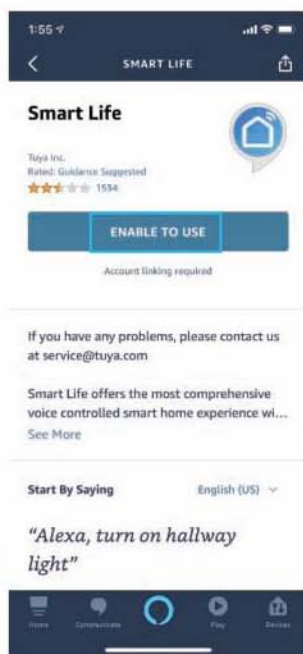 1:55
SMART LIFE
Smart Life
Tuya Inc.
Rated: Guidance Suggested
1534
ENABLE TO USE
Account linking required
If you have any problems, please contact us
at service@tuya.com
Smart Life offers the most comprehensive
voice controlled smart home experience wi...
See More
Start By Saying
English (US)
“Alexa, turn on hallway
light”
Home
Communicate
Play
Devices